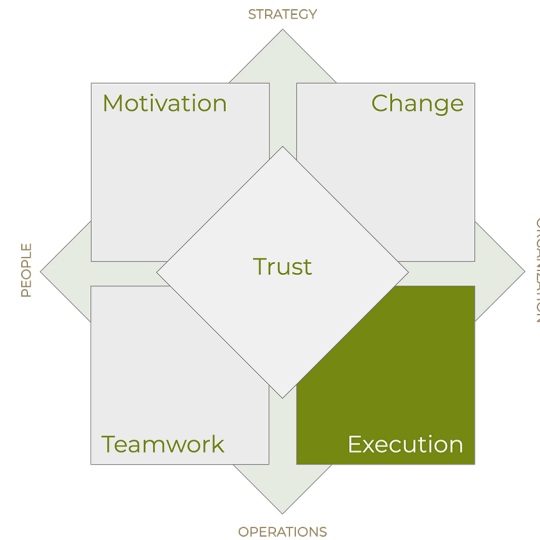 STRATEGY
Motivation
Change
PEOPLE
Trust
Teamwork
Execution
OPERATIONS